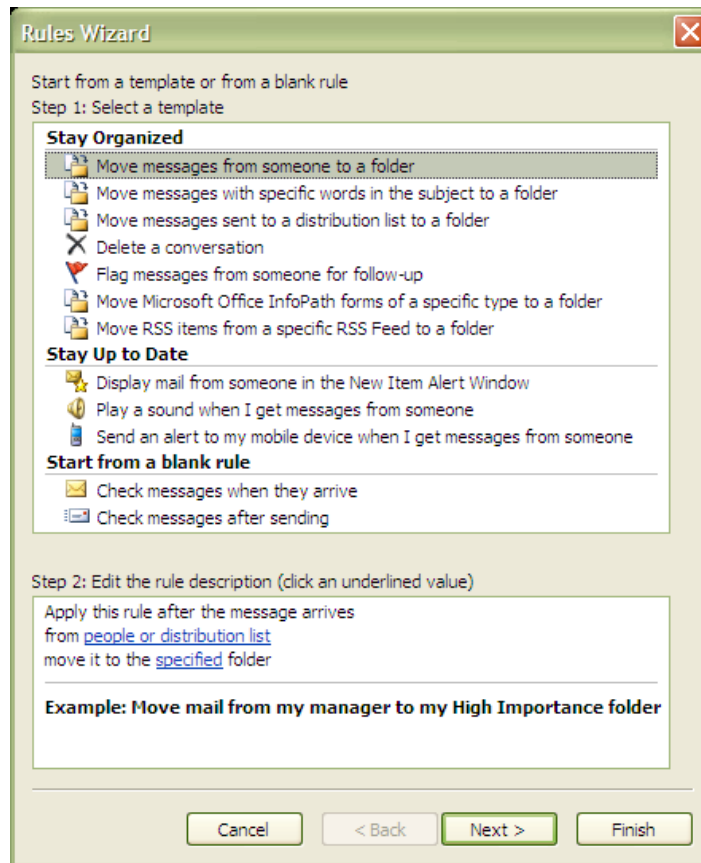 Rules Wizard
Start from a template or from a blank rule
Step 1: Select a template
Stay Organized
Move messages from someone to a folder
Move messages with specific words in the subject to a folder
Move messages sent to a distribution list to a folder
Delete a conversation
Flag messages from someone for follow-up
Move Microsoft Office InfoPath forms of a specific type to a folder
Move RSS items from a specific RSS Feed to a folder
Stay Up to Date
Display mail from someone in the New Item Alert Window
Play a sound when I get messages from someone
Send an alert to my mobile device when I get messages from someone
Start from a blank rule
Check messages when they arrive
Check messages after sending
Step 2: Edit the rule description (click an underlined value)
Apply this rule after the message arrives
from people or distribution list
move it to the specified folder
Example: Move mail from my manager to my High Importance folder
Cancel < Back Next > Finish